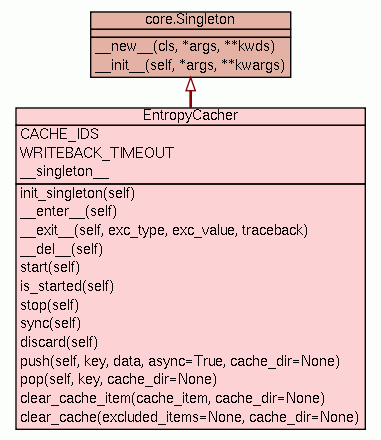 core.Singleton
__new__(cls, *args, **kwds)
__init__(self, *args, **kwargs)
EntropyCacher
CACHE_IDS
WRITEBACK_TIMEOUT
__singleton__
init_singleton(self)
__enter__(self)
__exit__(self, exc_type, exc_value, traceback)
__del__(self)
start(self)
is_started(self)
stop(self)
sync(self)
discard(self)
push(self, key, data, async=True, cache_dir=None)
pop(self, key, cache_dir=None)
clear_cache_item(cache_item, cache_dir=None)
clear_cache(excluded_items=None, cache_dir=None)